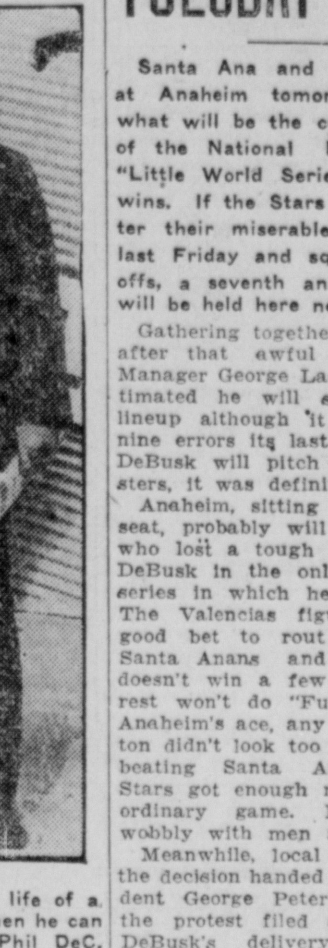 TUESDAY
Santa Ana and
at Anaheim tomor
what will be the c
of the National
"Little World Serie
wins. If the Stars
ter their miserable
last Friday and sq
offs, a seventh an
will be held here n
Gathering togethe
after that awful
Manager George La
timated he will
lineup although it
nine errors its last
DeBusk will pitch
sters, it was defini
Anaheim, sitting
seat, probably will
who lost a tough
DeBusk in the onl
series in which he
The Valencias fig
good bet to rout
Santa Anans and
doesn't win a few
rest won't do "Fu
Anaheim's ace, any
ton didn't look too
beating Santa A
Stars got enough
ordinary game.
wobbly with men
Meanwhile, local
the decision handed
dent George Peter
the protest filed
DeBusk's delivery
life of a
en he can
Phil DeC.